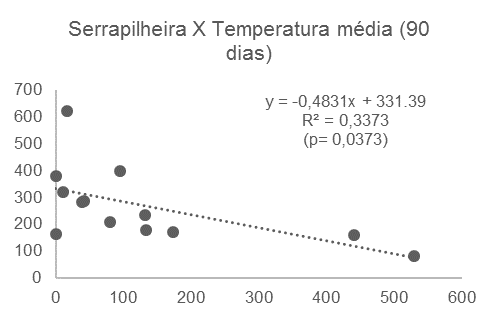 Serrapilheira X Temperatura média (90
dias)
y = -0,4831x + 331.39
R² = 0,3373
(p= 0,0373)
700
600
500
400
300
200
100
0
0 100 200 300 400 500 600